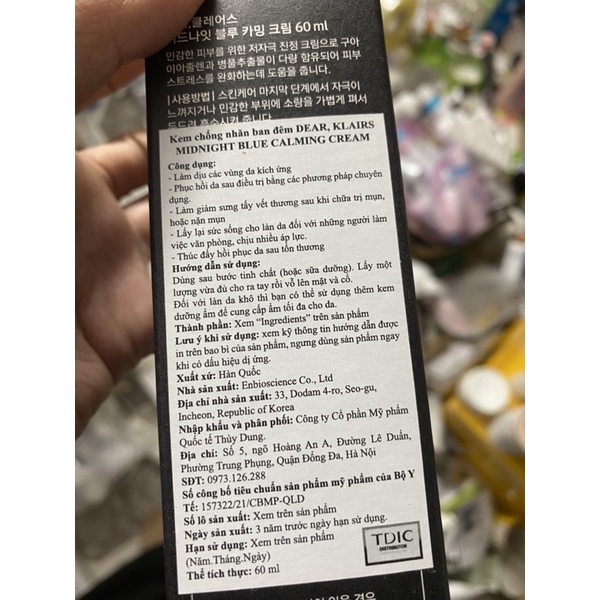 클레어스
미드나잇 블루 카밍 크림 60 ml
민감한 피부를 위한 저자극 진정 크림으로 구아
이아줄렌과 병풀추출물이 다량 함유되어 피부
스트레스를 완화하는데 도움을 줍니다.
|사용방법| 스킨케어 마지막 단계에서 자극이
느껴지거나 민감한 부위에 소량을 가볍게 펴서
두드려 흡수시켜 줍니다.
Kem chống nhăn ban đêm DEAR, KLAIRS
MIDNIGHT BLUE CALMING CREAM
Công dụng:
- Làm dịu các vùng da kích ứng
- Phục hồi da sau điều trị bằng các phương pháp chuyên
dụng.
- Làm giảm sưng tấy vết thương sau khi chữa trị mụn,
hoặc nặn mụn
- Lấy lại sức sống cho làn da đối với những người làm
việc văn phòng, chịu nhiều áp lực.
- Thúc đẩy hồi phục da sau tổn thương
Hướng dẫn sử dụng:
Dùng sau bước tinh chất (hoặc sữa dưỡng). Lấy một
lượng vừa đủ cho ra tay rồi vỗ lên mặt và cổ.
Đối với làn da khô thì bạn có thể sử dụng thêm kem
dưỡng ẩm để cung cấp ẩm tối đa cho da.
Thành phần: Xem “Ingredients” trên sản phẩm
Lưu ý khi sử dụng: xem kỹ thông tin hướng dẫn được
in trên bao bì của sản phẩm, ngưng dùng sản phẩm ngay
khi có dấu hiệu dị ứng.
Xuất xứ: Hàn Quốc
Nhà sản xuất: Enbioscience Co., Ltd
Địa chỉ nhà sản xuất: 33, Dodam 4-ro, Seo-gu,
Incheon, Republic of Korea
Nhập khẩu và phân phối: Công ty Cổ phần Mỹ phẩm
Quốc tế Thùy Dung.
Địa chỉ: Số 5, ngõ Hoàng An A, Đường Lê Duẩn,
Phường Trung Phụng, Quận Đống Đa, Hà Nội
SĐT: 0973.126.288
Số công bố tiêu chuẩn sản phẩm mỹ phẩm của Bộ Y
Tế: 157322/21/CBMP-QLD
Số lô sản xuất: Xem trên sản phẩm
Ngày sản xuất: 3 năm trước ngày hạn sử dụng.
Hạn sử dụng: Xem trên sản phẩm
(Năm.Tháng.Ngày)
Thể tích thực: 60 ml
TDIC
DISTRIBUTOR